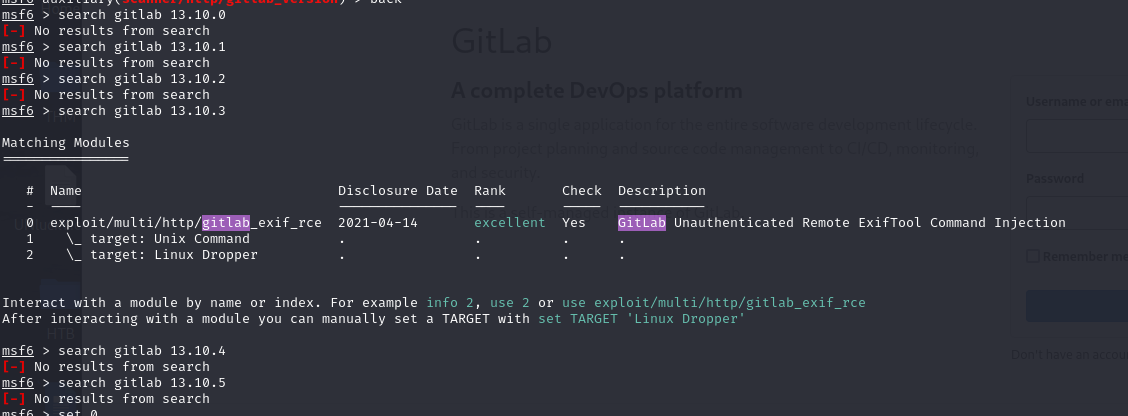 msf6 auxiliary(scanner/http/gitlab_version) > back
msf6 > search gitlab 13.10.0
[-] No results from search
msf6 > search gitlab 13.10.1
[-] No results from search
msf6 > search gitlab 13.10.2
[-] No results from search
msf6 > search gitlab 13.10.3
Matching Modules
================
#  Name                                  Disclosure Date  Rank       Check  Description
-  ----                                  ---------------  ----       -----  -----------
0  exploit/multi/http/gitlab_exif_rce  2021-04-14       excellent  Yes    GitLab Unauthenticated Remote ExifTool Command Injection
1    \_ target: Unix Command             .                .          .      .
2    \_ target: Linux Dropper            .                .          .      .
Interact with a module by name or index. For example info 2, use 2 or use exploit/multi/http/gitlab_exif_rce
After interacting with a module you can manually set a TARGET with set TARGET 'Linux Dropper'
msf6 > search gitlab 13.10.4
[-] No results from search
msf6 > search gitlab 13.10.5
[-] No results from search
msf6 > set 0
GitLab
A complete DevOps platform
GitLab is a single application for the entire software development lifecycle.
From project planning and source code management to CI/CD, monitoring,
and security.
Username or ema
Password
Remember me
Don't have an accou
HTB